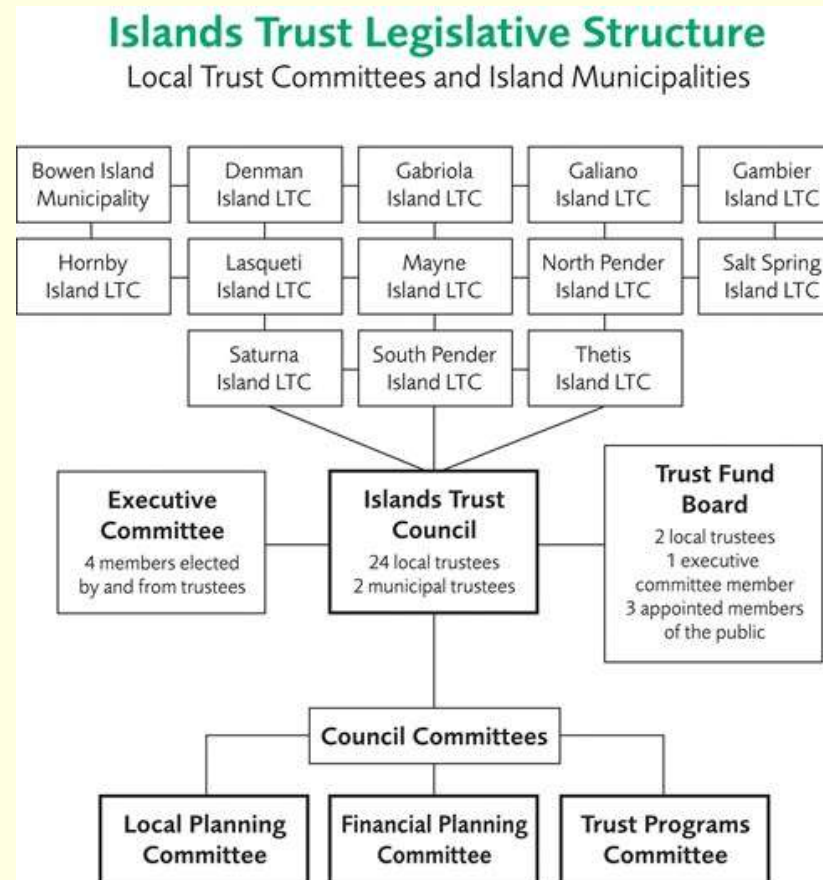 Islands Trust Legislative Structure
Local Trust Committees and Island Municipalities
Bowen Island
Municipality
Denman
Island LTC
Gabriola
Island LTC
Galiano
Island LTC
Gambier
Island LTC
Hornby
Island LTC
Lasqueti
Island LTC
Mayne
Island LTC
North Pender
Island LTC
Salt Spring
Island LTC
Saturna
Island LTC
South Pender
Island LTC
Thetis
Island LTC
Executive
Committee
4 members elected
by and from trustees
Islands Trust
Council
24 local trustees
2 municipal trustees
Trust Fund
Board
2 local trustees
1 executive
committee member
3 appointed members
of the public
Council Committees
Local Planning
Committee
Financial Planning
Committee
Trust Programs
Committee